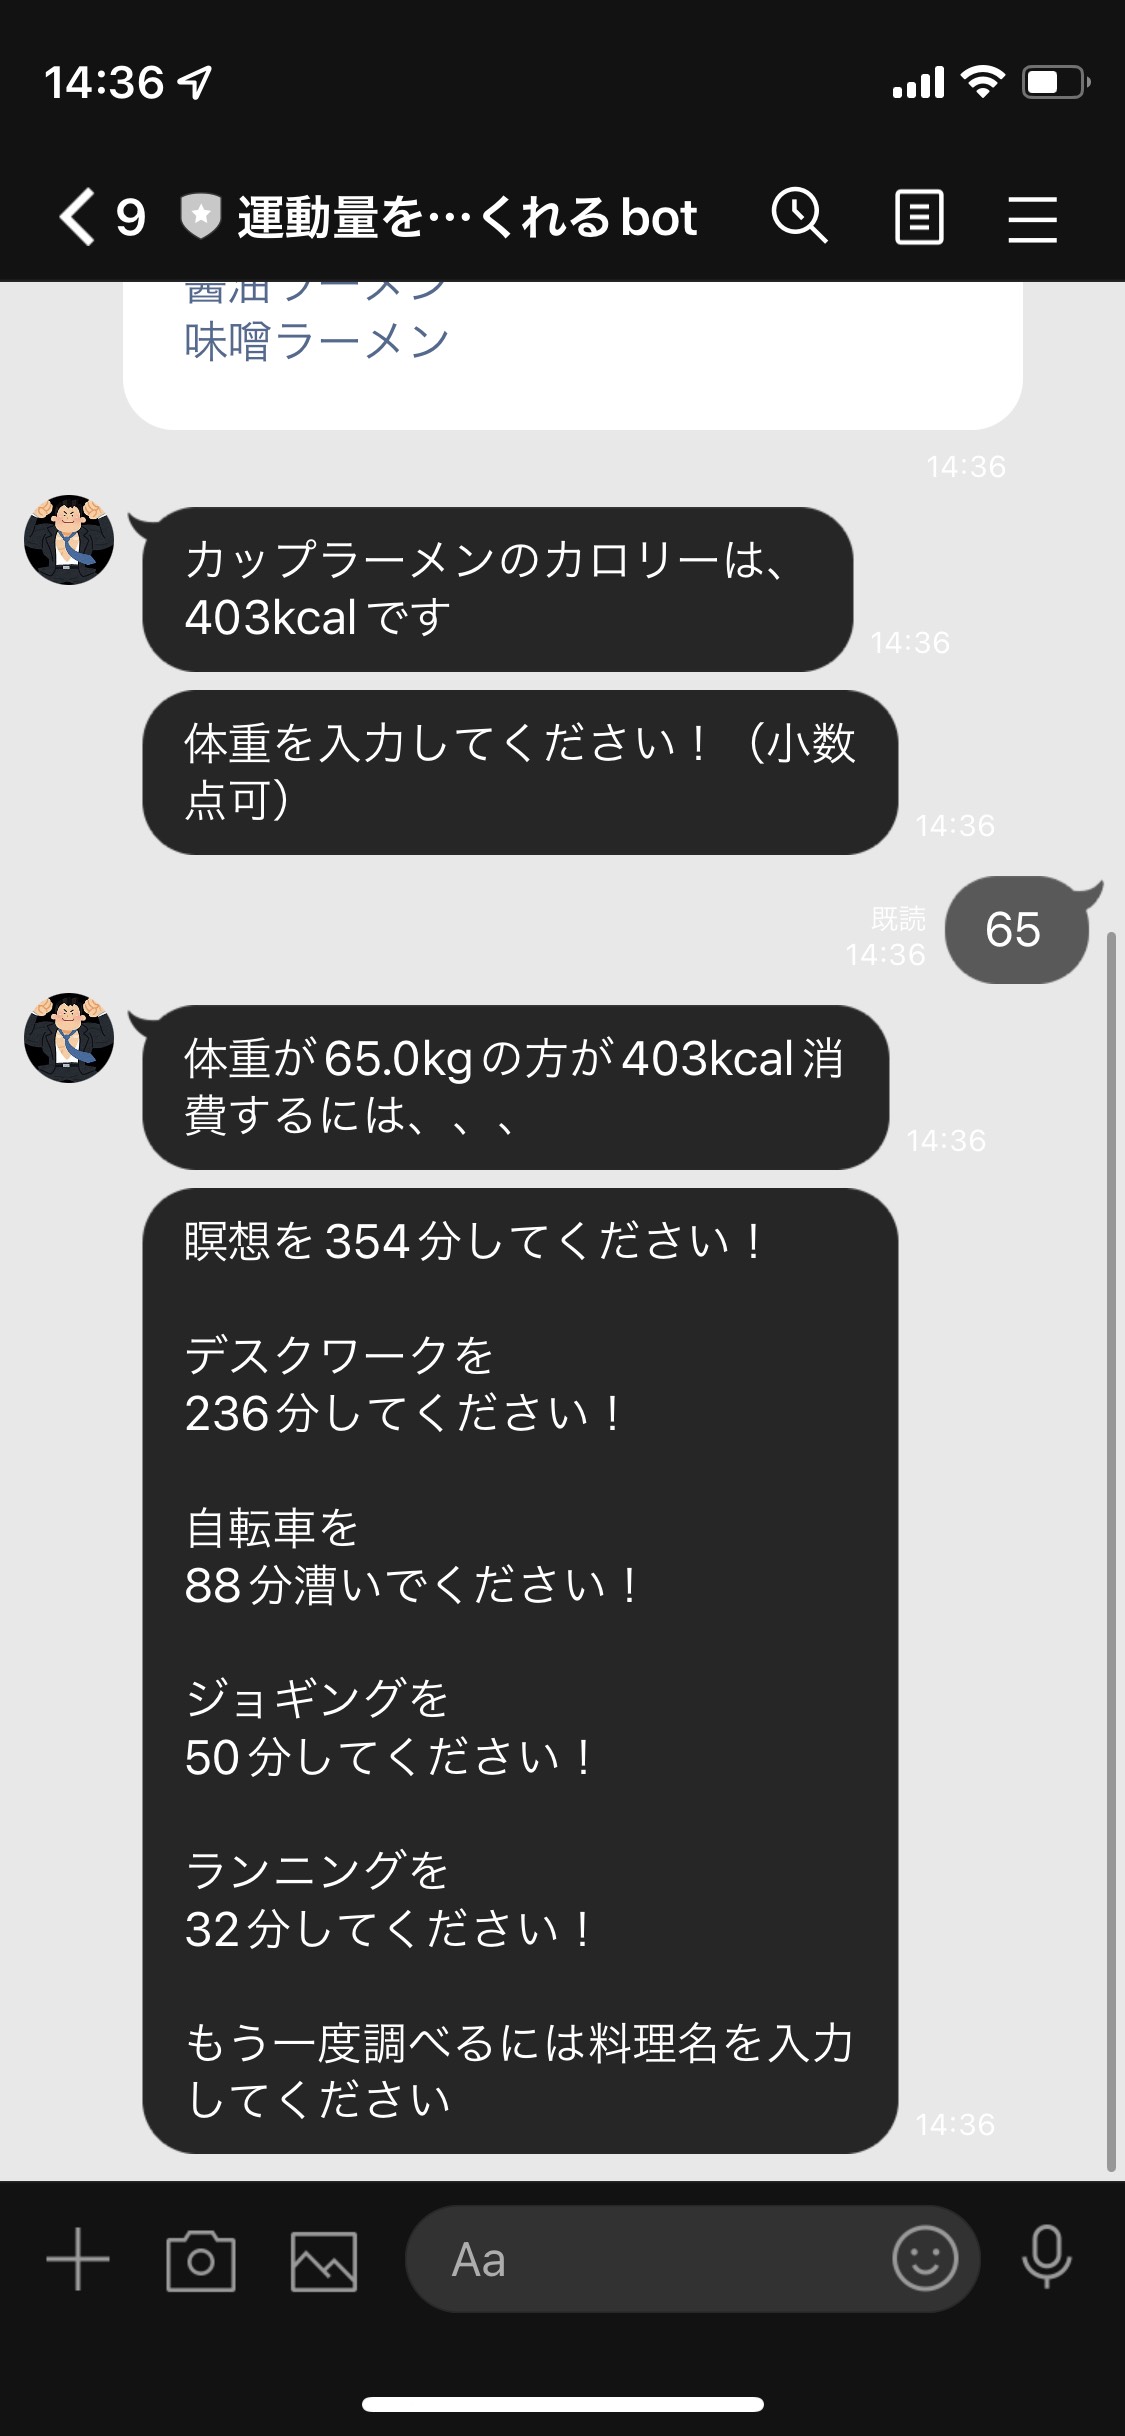 14:36
9 運動量を…くれるbot
醤油ラーメン
味噌ラーメン
14:36
カップラーメンのカロリーは、
403kcalです
14:36
体重を入力してください！（小数
点可）
14:36
既読
14:36
65
体重が65.0kgの方が403kcal消
費するには、、、
14:36
瞑想を354分してください！
デスクワークを
236分してください！
自転車を
88分漕いでください！
ジョギングを
50分してください！
ランニングを
32分してください！
もう一度調べるには料理名を入力
してください
14:36
Aa